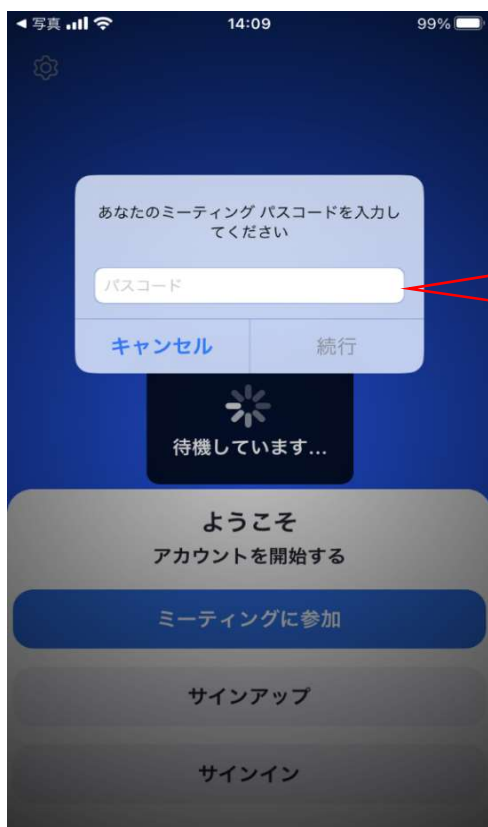 ◀写真
14:09
99%
あなたのミーティング パスコードを入力し
てください
パスコード
キャンセル
続行
待機しています...
ようこそ
アカウントを開始する
ミーティングに参加
サインアップ
サインイン